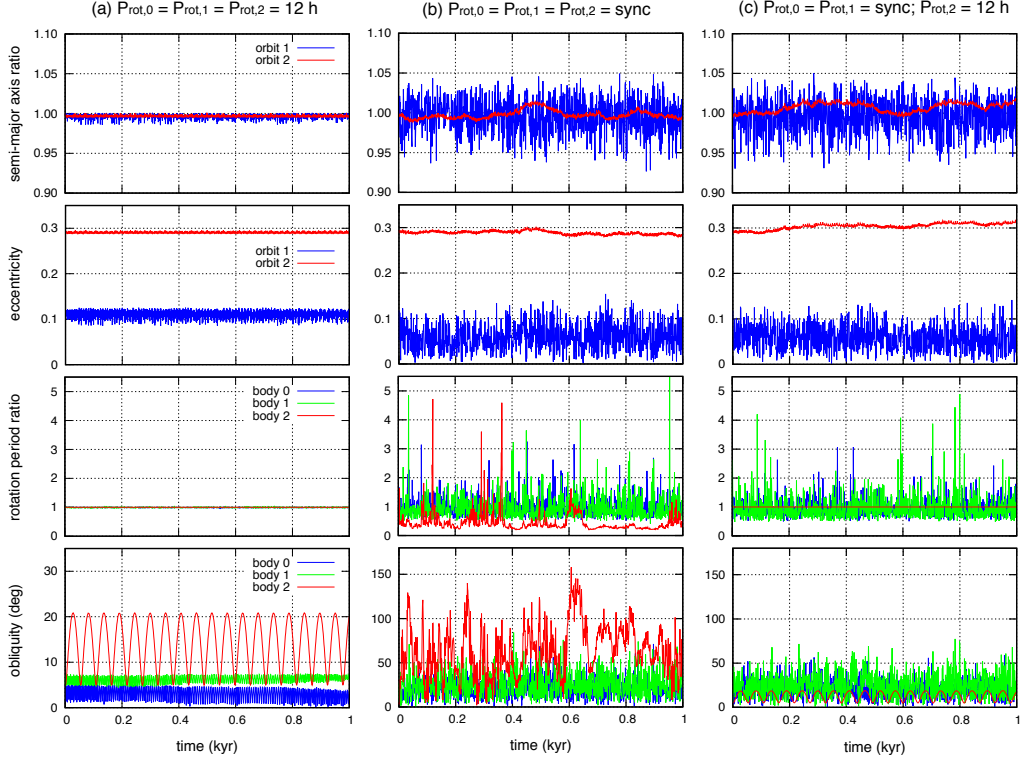 (a) Prot,0 = Prot,1 = Prot,2 = 12 h
(b) Prot,0 = Prot,1 = Prot,2 = sync
(c) Prot,0 = Prot,1 = sync; Prot,2 = 12 h
semi-major axis ratio
1.10
1.05
1.00
0.95
0.90
orbit 1
orbit 2
1.10
1.05
1.00
0.95
0.90
1.10
1.05
1.00
0.95
0.90
eccentricity
0.3
0.2
0.1
0
orbit 1
orbit 2
0.3
0.2
0.1
0
0.3
0.2
0.1
0
rotation period ratio
5
4
3
2
1
0
body 0
body 1
body 2
5
4
3
2
1
0
5
4
3
2
1
0
obliquity (deg)
30
20
10
0
body 0
body 1
body 2
150
100
50
0
150
100
50
0
0 0.2 0.4 0.6 0.8 1
0 0.2 0.4 0.6 0.8 1
0 0.2 0.4 0.6 0.8 1
time (kyr)
time (kyr)
time (kyr)